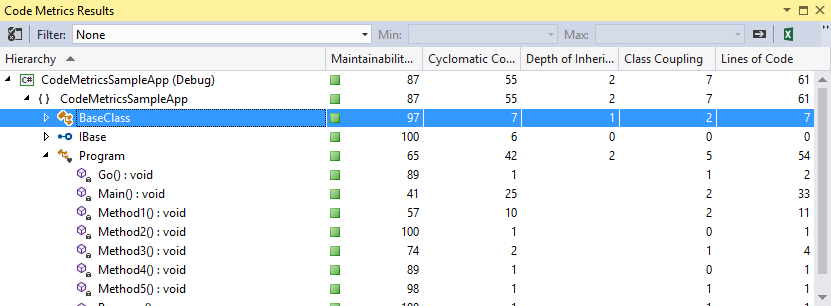 Code Metrics Results
Filter: None Min: Max:
Hierarchy Maintainabilit... Cyclomatic Co... Depth of Inheri... Class Coupling Lines of Code
C# CodeMetricsSampleApp (Debug) 87 55 2 7 61
{ } CodeMetricsSampleApp 87 55 2 7 61
BaseClass 97 7 1 2 7
IBase 100 6 0 0 0
Program 65 42 2 5 54
Go() : void 89 1 1 2
Main() : void 41 25 2 33
Method1() : void 57 10 2 11
Method2() : void 100 1 0 1
Method3() : void 74 2 1 4
Method4() : void 89 1 0 1
Method5() : void 98 1 1 1